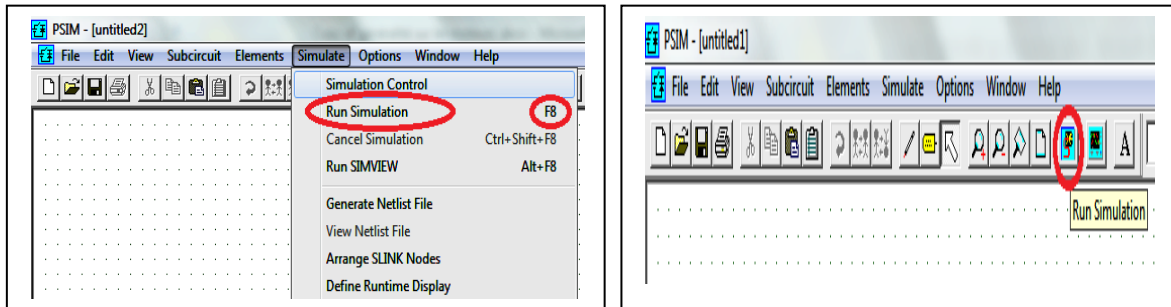 PSIM - [untitled2]
File Edit View Subcircuit Elements Simulate Options Window Help
Simulation Control
Run Simulation F8
Cancel Simulation Ctrl+Shift+F8
Run SIMVIEW Alt+F8
Generate Netlist File
View Netlist File
Arrange SLINK Nodes
Define Runtime Display
PSIM - [untitled1]
File Edit View Subcircuit Elements Simulate Options Window Help
A
Run Simulation